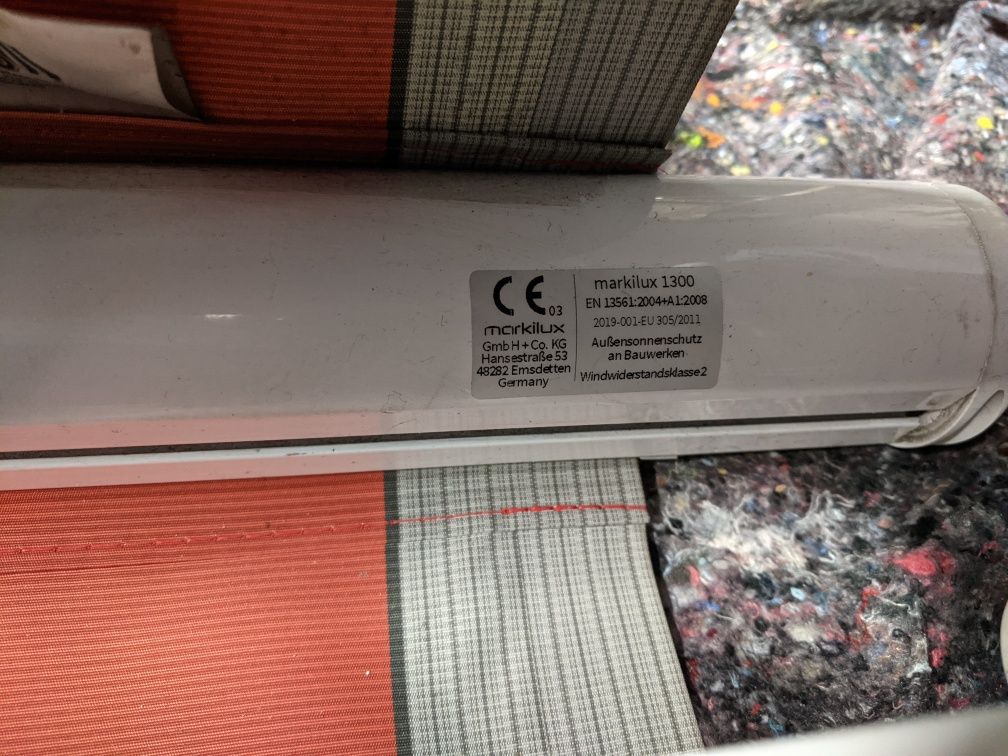 CE 03
markilux
GmbH + Co. KG
Hansestraße 53
48282 Emsdetten
Germany
markilux 1300
EN 13561:2004+A1:2008
2019-001-EU 305/2011
Außensonnenschutz
an Bauwerken
Windwiderstandsklasse 2